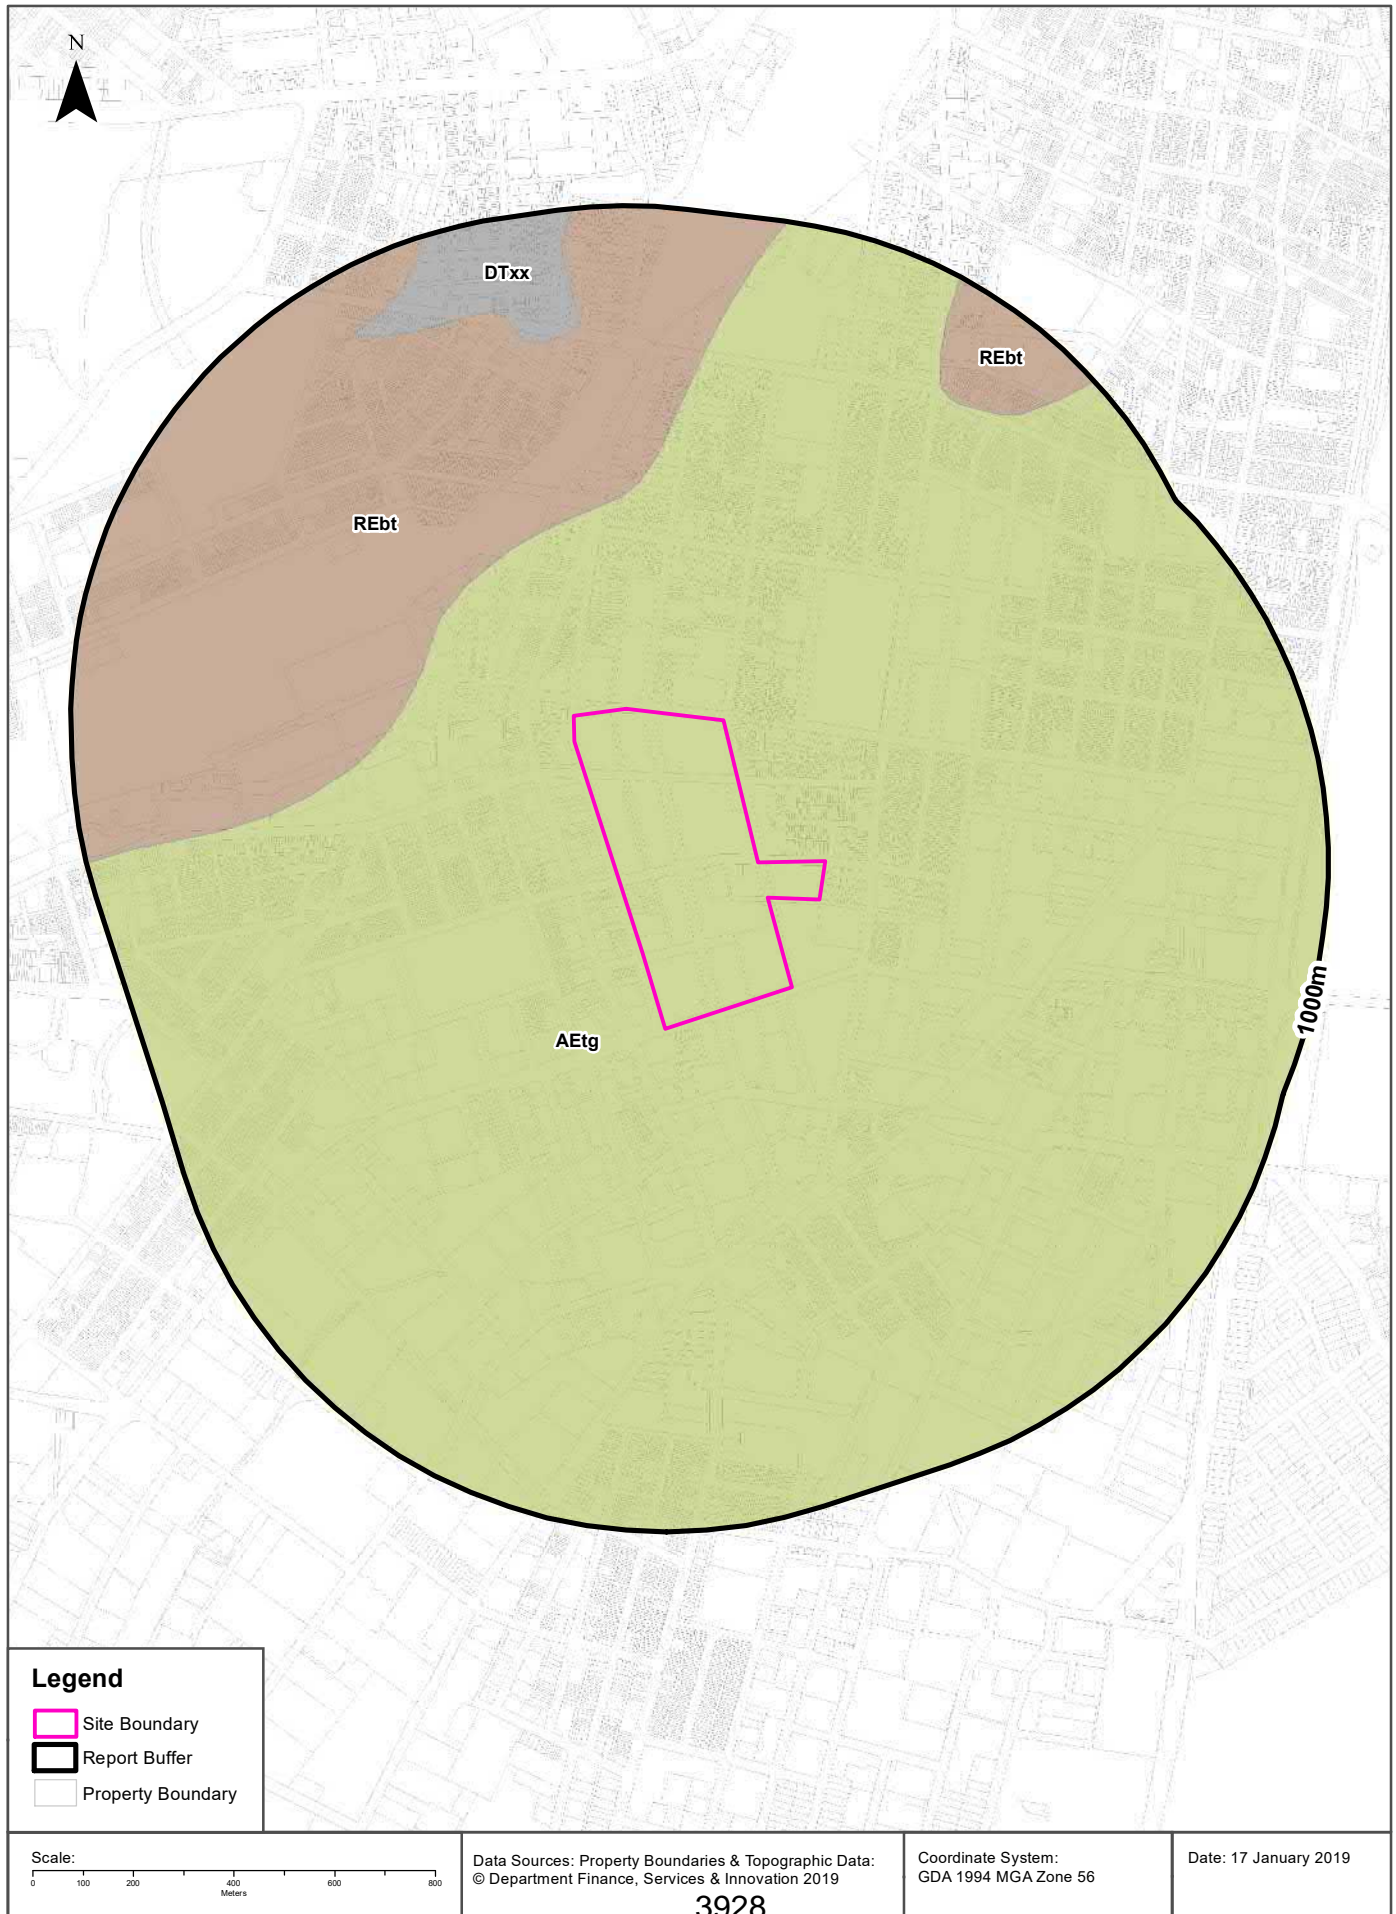 N
DTxx
REbt
REbt
1000m
AEtg
Legend
Site Boundary
Report Buffer
Property Boundary
Scale:
0 100 200 400 600 800
Meters
Data Sources: Property Boundaries & Topographic Data:
© Department Finance, Services & Innovation 2019
3928
Coordinate System:
GDA 1994 MGA Zone 56
Date: 17 January 2019